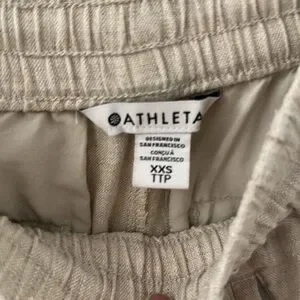 ATHLETA
DESIGNED IN
SAN FRANCISCO
CONÇU À
SAN FRANCISCO
XXS
TTP